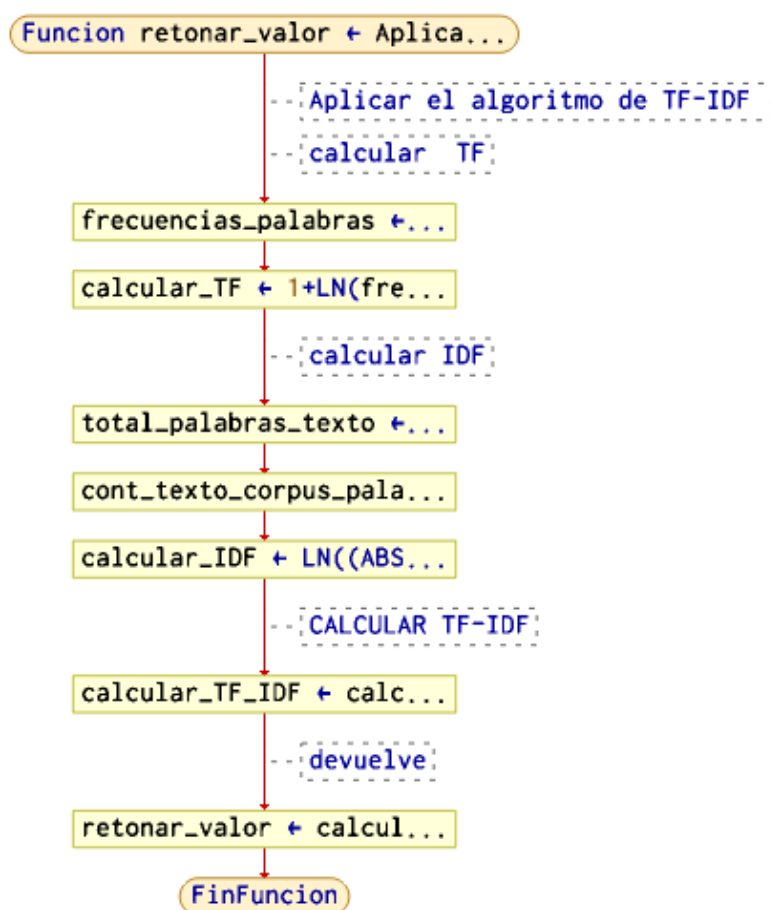 Funcion retonar_valor ← Aplica...
Aplicar el algoritmo de TF-IDF
calcular  TF
frecuencias_palabras ←...
calcular_TF ← 1+LN(fre...
calcular IDF
total_palabras_texto ←...
cont_texto_corpus_pala...
calcular_IDF ← LN((ABS...
CALCULAR TF-IDF
calcular_TF_IDF ← calc...
devuelve
retonar_valor ← calcul...
FinFuncion